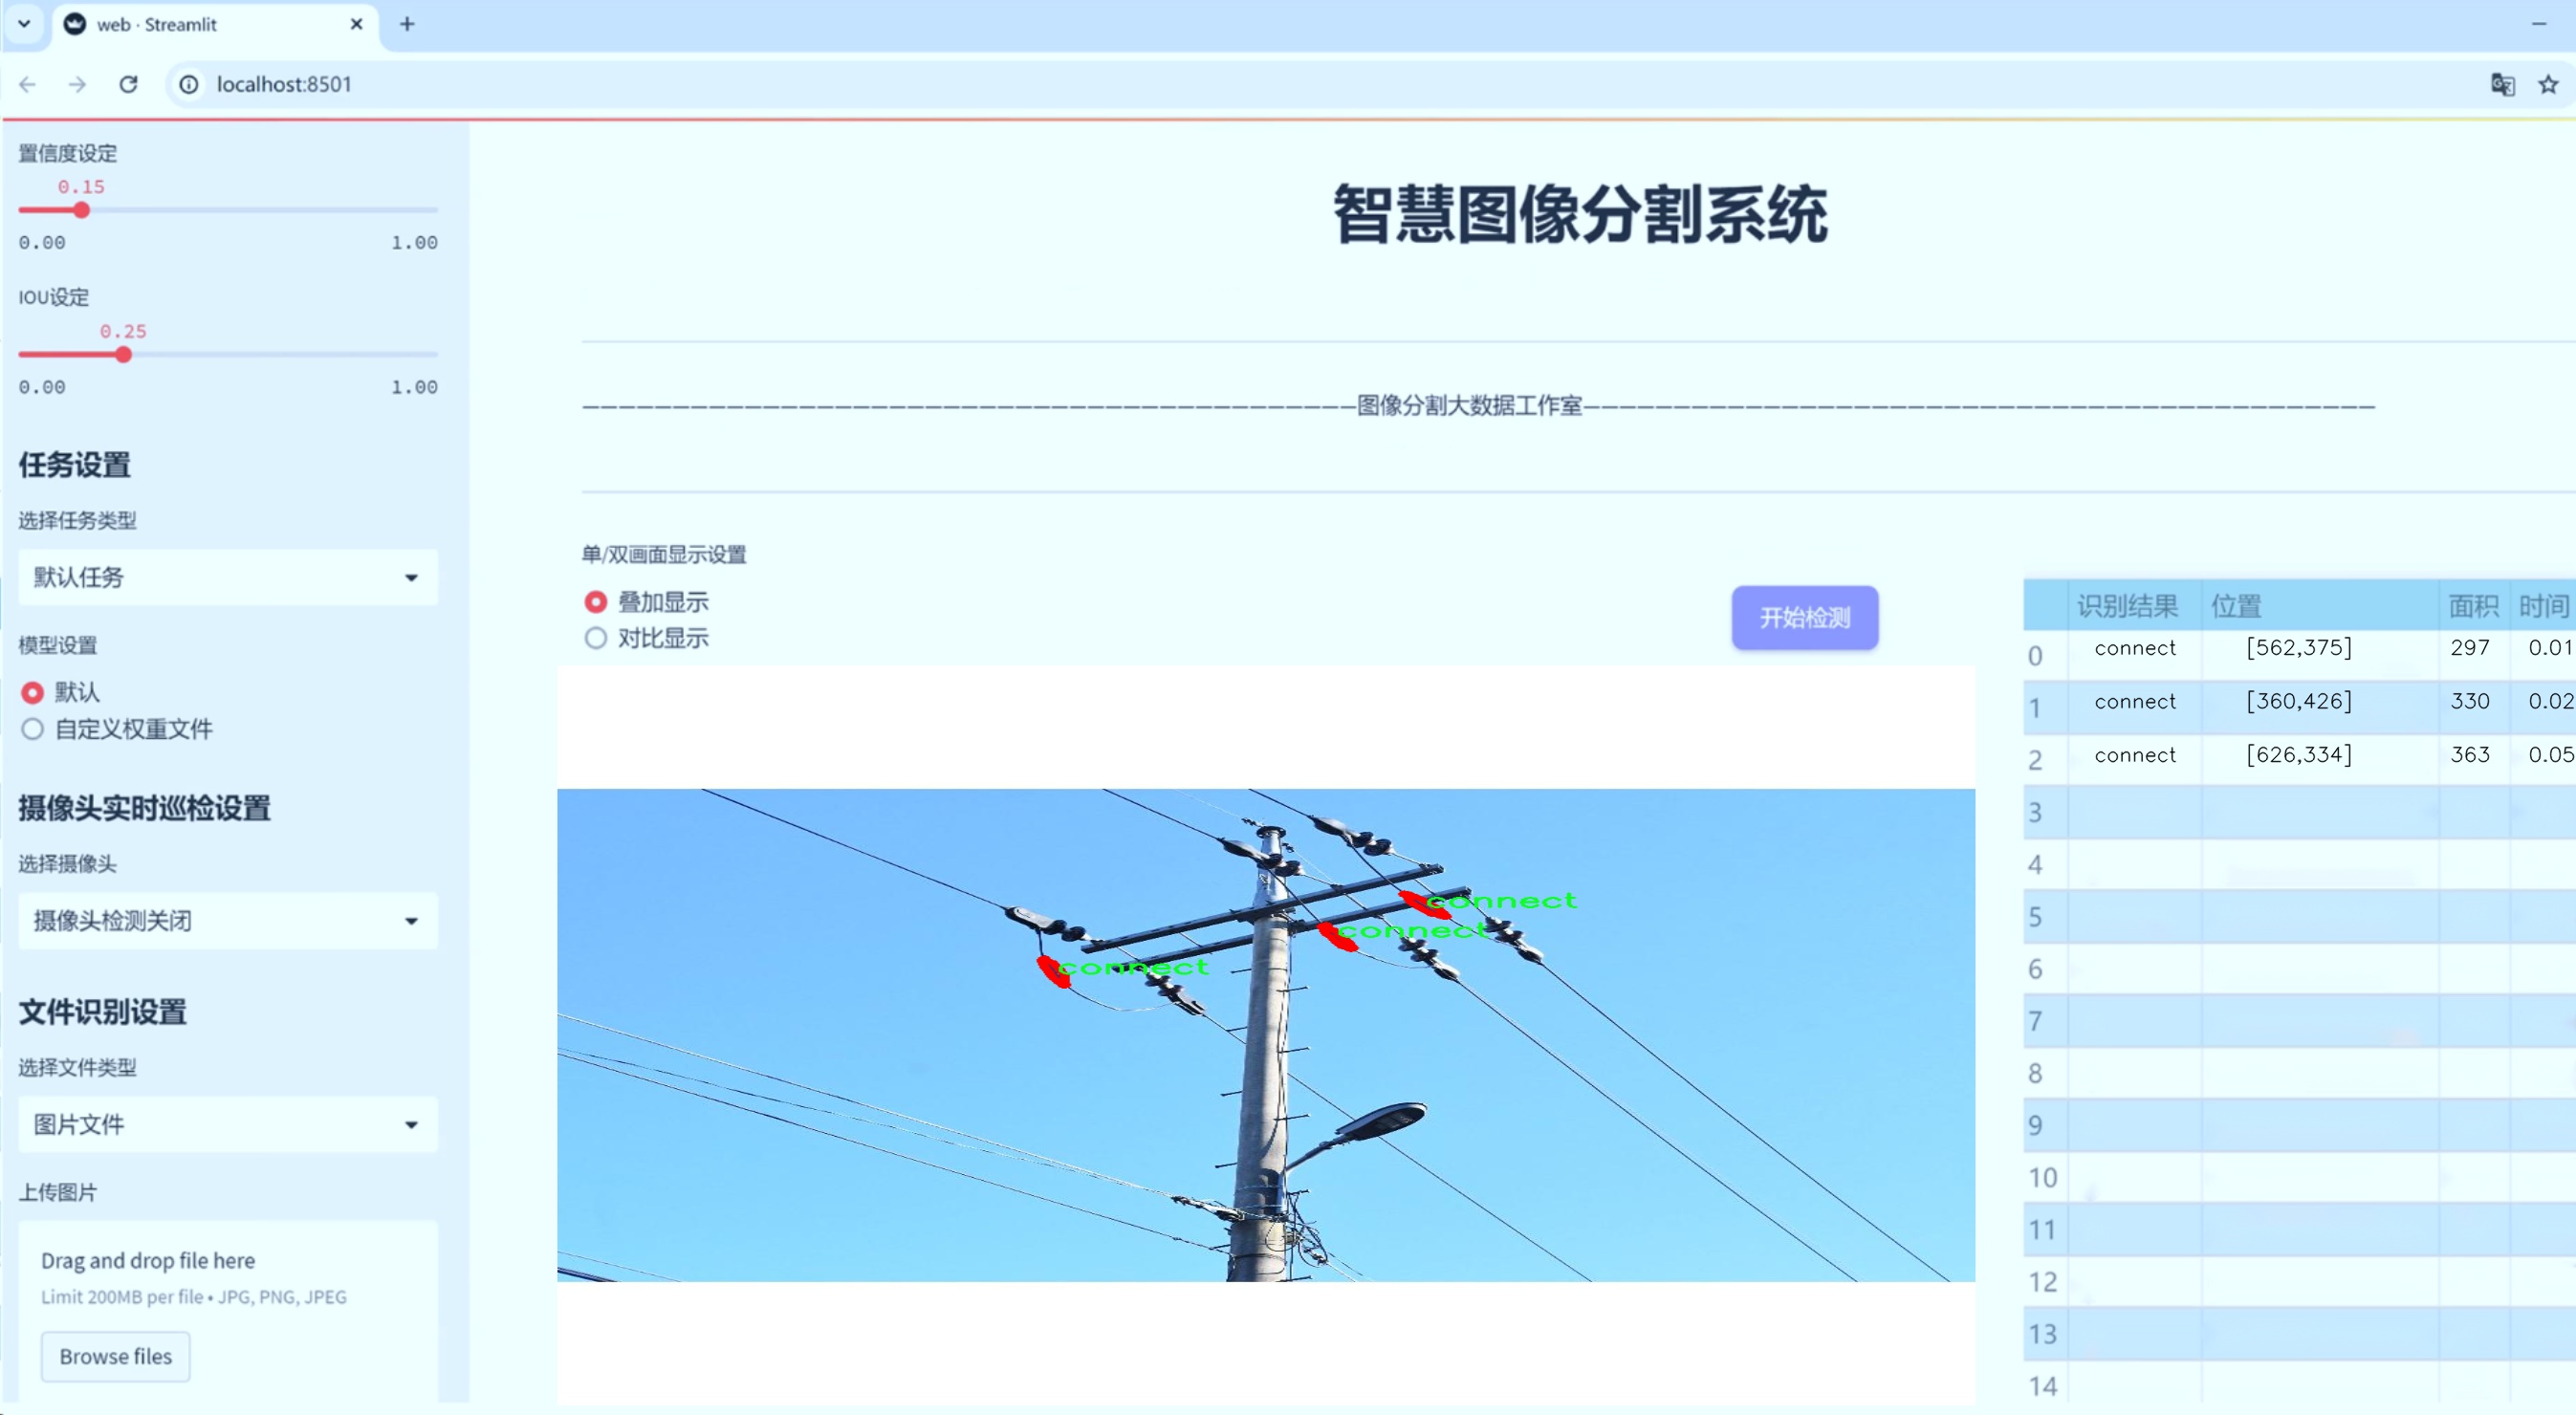 web · Streamlit
localhost:8501
置信度设定
0.15
0.00 1.00
IOU设定
0.25
0.00 1.00
任务设置
选择任务类型
默认任务
模型设置
默认
自定义权重文件
摄像头实时巡检设置
选择摄像头
摄像头检测关闭
文件识别设置
选择文件类型
图片文件
上传图片
Drag and drop file here
Limit 200MB per file • JPG, PNG, JPEG
Browse files
智慧图像分割系统
图像分割大数据工作室
单/双画面显示设置
叠加显示
对比显示
开始检测
connect
connect
connect
识别结果 位置 面积 时间
0 connect [562,375] 297 0.01
1 connect [360,426] 330 0.02
2 connect [626,334] 363 0.05
3
4
5
6
7
8
9
10
11
12
13
14